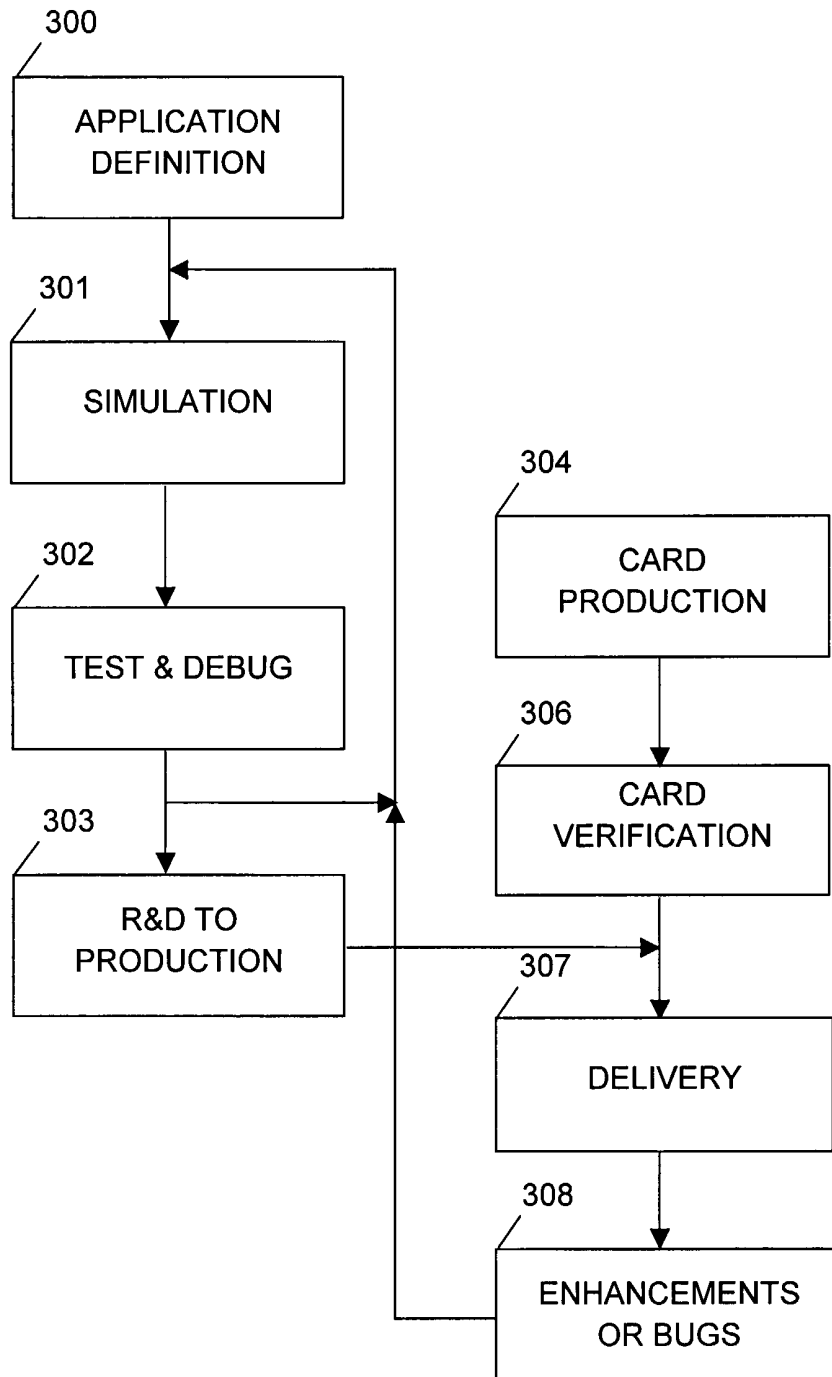 300
APPLICATION
DEFINITION
301
SIMULATION
302
TEST & DEBUG
303
R&D TO
PRODUCTION
304
CARD
PRODUCTION
306
CARD
VERIFICATION
307
DELIVERY
308
ENHANCEMENTS
OR BUGS